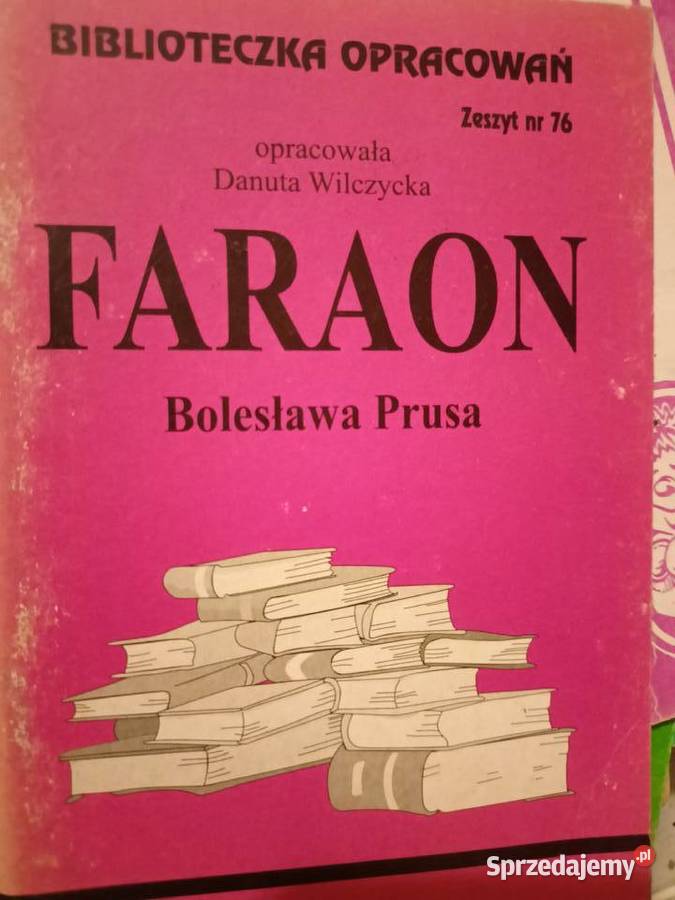 BIBLIOTECZKA OPRACOWAŃ
Zeszyt nr 76
opracowała
Danuta Wilczycka
FARAON
Bolesława Prusa
Sprzedajemy.pl